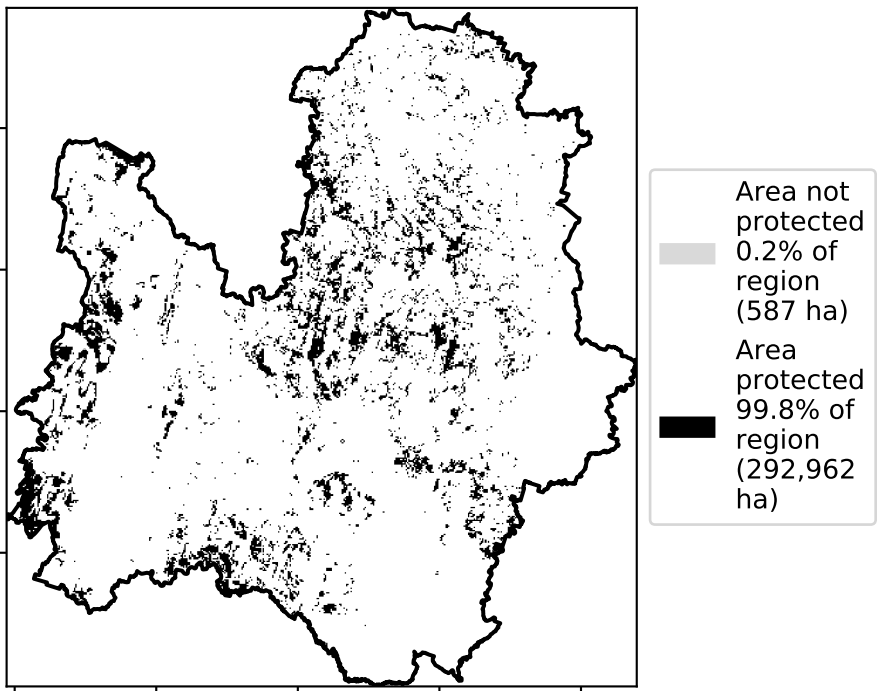 Area not
protected
0.2% of
region
(587 ha)
Area
protected
99.8% of
region
(292,962
ha)